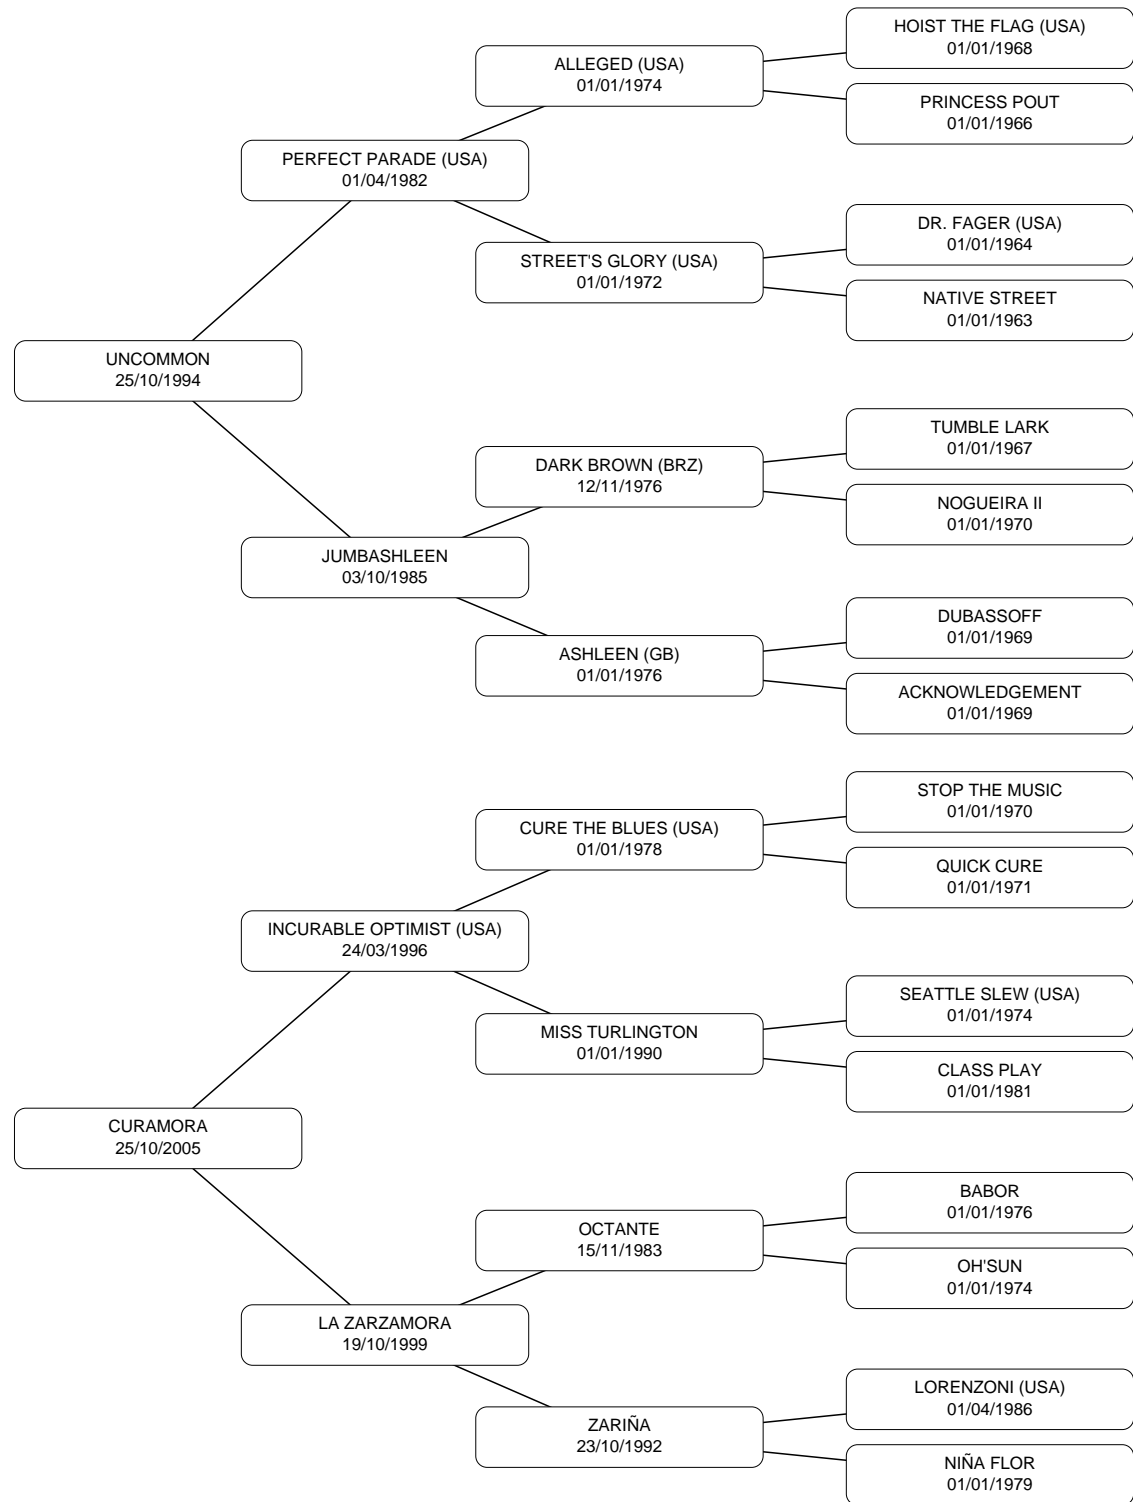 HOIST THE FLAG (USA)
01/01/1968
ALLEGED (USA)
01/01/1974
PRINCESS POUT
01/01/1966
PERFECT PARADE (USA)
01/04/1982
DR. FAGER (USA)
01/01/1964
STREET'S GLORY (USA)
01/01/1972
NATIVE STREET
01/01/1963
UNCOMMON
25/10/1994
TUMBLE LARK
01/01/1967
DARK BROWN (BRZ)
12/11/1976
NOGUEIRA II
01/01/1970
JUMBASHLEEN
03/10/1985
DUBASSOFF
01/01/1969
ASHLEEN (GB)
01/01/1976
ACKNOWLEDGEMENT
01/01/1969
STOP THE MUSIC
01/01/1970
CURE THE BLUES (USA)
01/01/1978
QUICK CURE
01/01/1971
INCURABLE OPTIMIST (USA)
24/03/1996
SEATTLE SLEW (USA)
01/01/1974
MISS TURLINGTON
01/01/1990
CLASS PLAY
01/01/1981
CURAMORA
25/10/2005
BABOR
01/01/1976
OCTANTE
15/11/1983
OH'SUN
01/01/1974
LA ZARZAMORA
19/10/1999
LORENZONI (USA)
01/04/1986
ZARIÑA
23/10/1992
NIÑA FLOR
01/01/1979